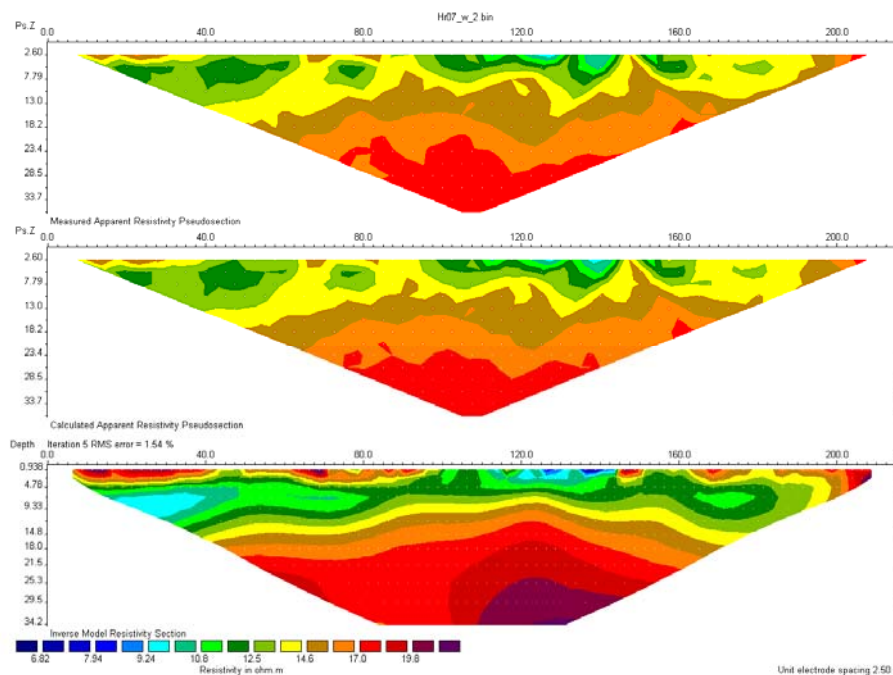 Hr07_w_2.bin
Ps.Z
0.0 40.0 80.0 120.0 160.0 200.0
2.60
7.79
13.0
18.2
23.4
28.5
33.7
Measured Apparent Resistivity Pseudosection
Ps.Z
0.0 40.0 80.0 120.0 160.0 200.0
2.60
7.79
13.0
18.2
23.4
28.5
33.7
Calculated Apparent Resistivity Pseudosection
Depth Iteration 5 RMS error = 1.54 %
0.0 40.0 80.0 120.0 160.0 200.0
0.938
4.78
9.33
14.8
18.0
21.5
25.3
29.5
34.2
Inverse Model Resistivity Section
6.82 7.94 9.24 10.8 12.5 14.6 17.0 19.8
Resistivity in ohm.m
Unit electrode spacing 2.50